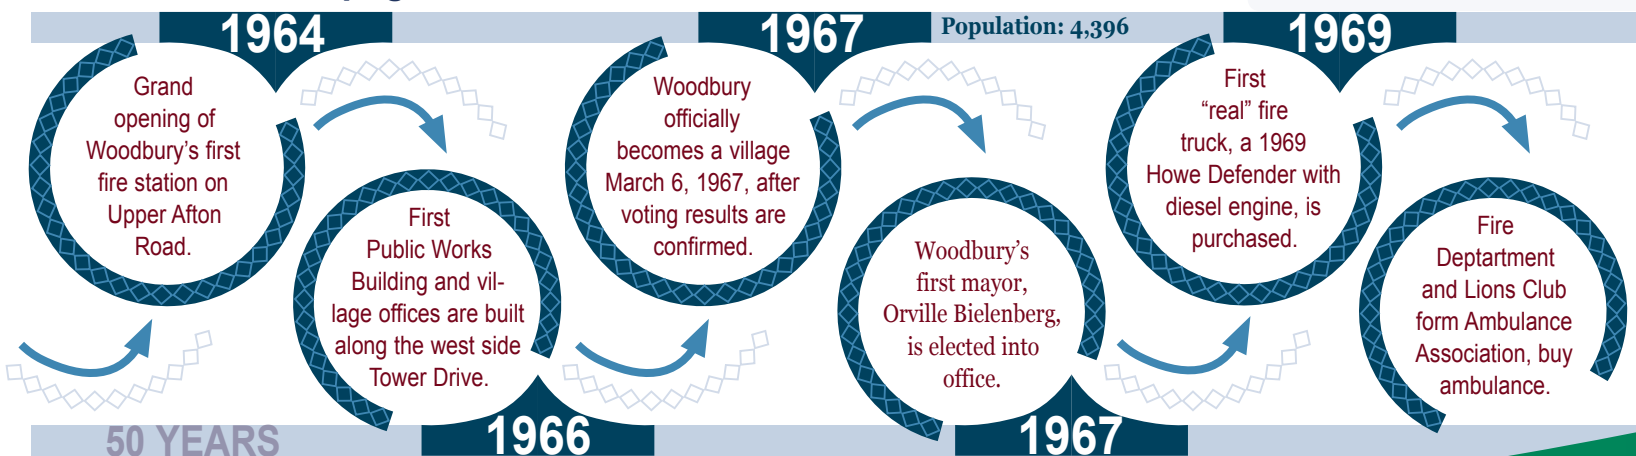 1964
Grand
opening of
Woodbury's first
fire station on
Upper Afton
Road.
First
Public Works
Building and vil-
lage offices are built
along the west side
Tower Drive.
1966
1967
Population: 4,396
Woodbury
officially
becomes a village
March 6, 1967, after
voting results are
confirmed.
Woodbury's
first mayor,
Orville Bielenberg,
is elected into
office.
1967
1969
First
“real” fire
truck, a 1969
Howe Defender with
diesel engine, is
purchased.
Fire
Deptartment
and Lions Club
form Ambulance
Association, buy
ambulance.
50 YEARS